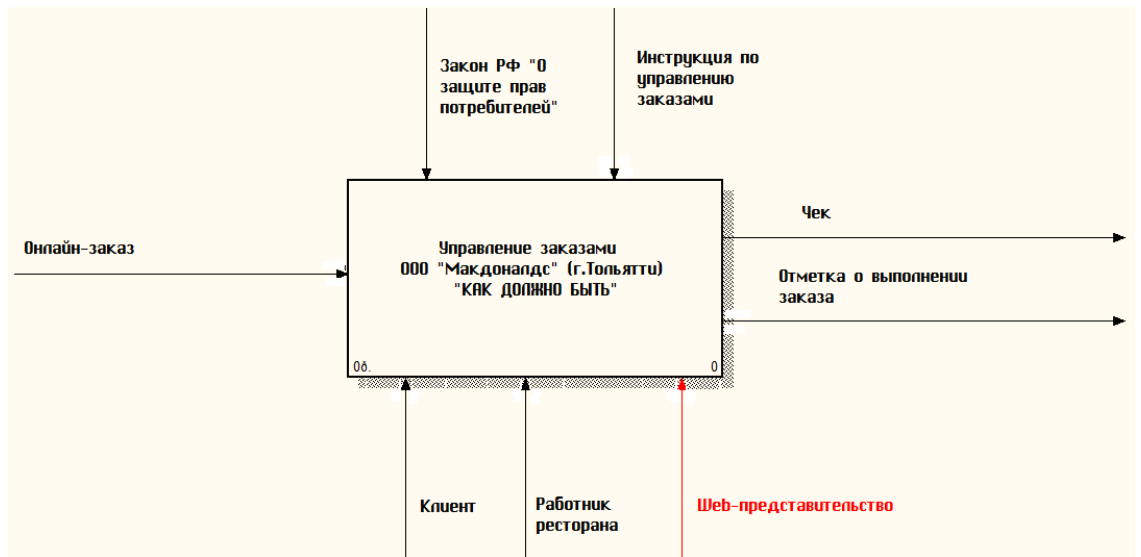 Закон РФ "О
защите прав
потребителей"
Инструкция по
управлению
заказами
Онлайн-заказ
Управление заказами
ООО "Макдоналдс" (г.Тольятти)
"КАК ДОЛЖНО БЫТЬ"
0р.
0
Чек
Отметка о выполнении
заказа
Клиент
Работник
ресторана
Web-представительство